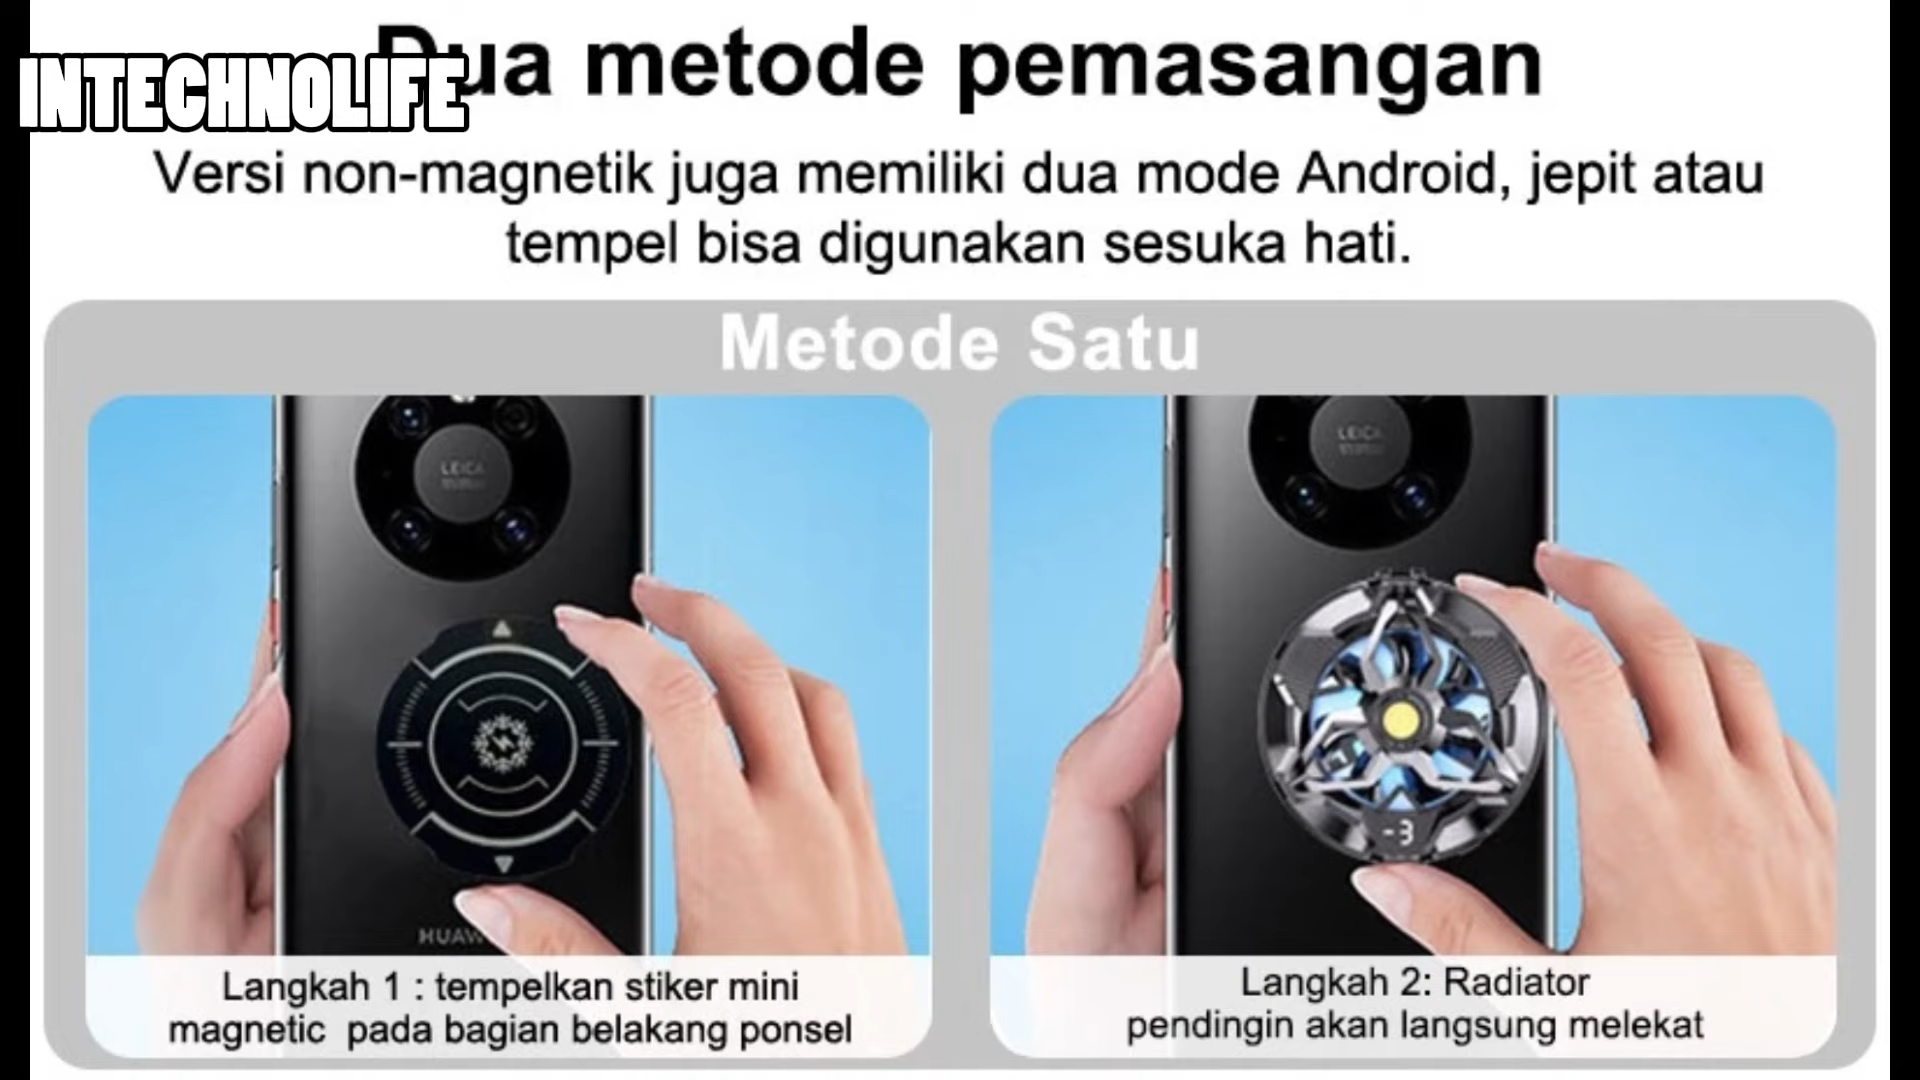 Dua metode pemasangan
INTECHNOLIFE
Versi non-magnetik juga memiliki dua mode Android, jepit atau
tempel bisa digunakan sesuka hati.
Metode Satu
LEICA
LEICA
-3
HUAW
Langkah 1 : tempelkan stiker mini
magnetic pada bagian belakang ponsel
Langkah 2: Radiator
pendingin akan langsung melekat